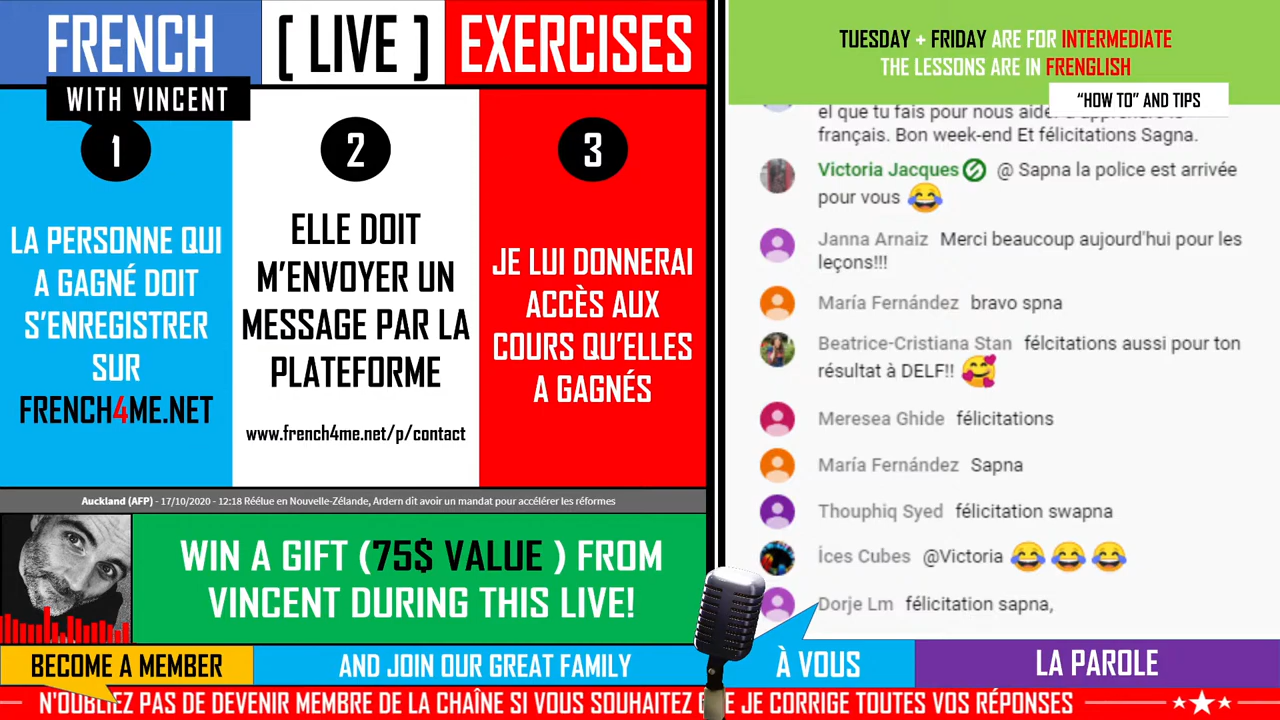 FRENCH [ LIVE ] EXERCISES
WITH VINCENT
1
LA PERSONNE QUI
A GAGNÉ DOIT
S'ENREGISTRER
SUR
FRENCH4ME.NET
2
ELLE DOIT
M'ENVOYER UN
MESSAGE PAR LA
PLATEFORME
www.french4me.net/p/contact
3
JE LUI DONNERAI
ACCÈS AUX
COURS QU'ELLES
A GAGNÉS
Auckland (AFP) - 17/10/2020 - 12:18 Réélue en Nouvelle-Zélande, Ardern dit avoir un mandat pour accélérer les réformes
WIN A GIFT (75$ VALUE ) FROM
VINCENT DURING THIS LIVE!
BECOME A MEMBER
AND JOIN OUR GREAT FAMILY
TUESDAY + FRIDAY ARE FOR INTERMEDIATE
THE LESSONS ARE IN FRENGLISH
“HOW TO” AND TIPS
el que tu fais pour nous aider à apprendre le
français. Bon week-end Et félicitations Sagna.
Victoria Jacques @ Sapna la police est arrivée
pour vous 😂
Janna Arnaiz Merci beaucoup aujourd'hui pour les
leçons!!!
María Fernández bravo spna
Beatrice-Cristiana Stan félcitations aussi pour ton
résultat à DELF!! 🥰
Meresea Ghide félicitations
María Fernández Sapna
Thouphiq Syed félicitation swapna
Íces Cubes @Victoria 😂😂😂
Dorje Lm félicitation sapna,
À VOUS
LA PAROLE
N'OUBLIEZ PAS DE DEVENIR MEMBRE DE LA CHAÎNE SI VOUS SOUHAITEZ QUE JE CORRIGE TOUTES VOS RÉPONSES